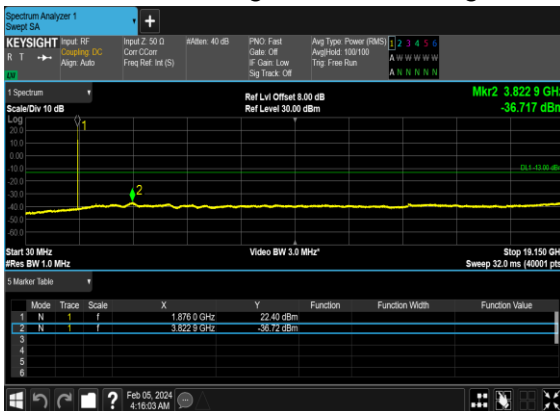 Spectrum Analyzer 1
Swept SA
KEYSIGHT
R T
LV
Input: RF
Coupling: DC
Align: Auto
Input Z: 50 Ω
Corr CCorr
Freq Ref: Int (S)
#Atten: 40 dB
PNO: Fast
Gate: Off
IF Gain: Low
Sig Track: Off
Avg Type: Power (RMS)
Avg|Hold: 100/100
Trig: Free Run
1 2 3 4 5 6
A W W W W W
A N N N N N
1 Spectrum
Scale/Div 10 dB
Ref Lvl Offset 8.00 dB
Ref Level 30.00 dBm
Mkr2 3.822 9 GHz
-36.717 dBm
Log
20.0
10.0
0.00
-10.0
-20.0
-30.0
-40.0
-50.0
-60.0
1
2
DL1 -13.00 dBm
Start 30 MHz
#Res BW 1.0 MHz
Video BW 3.0 MHz*
Stop 19.150 GH
Sweep 32.0 ms (40001 pts
5 Marker Table
Mode Trace Scale X Y Function Function Width Function Value
1 N 1 f 1.876 0 GHz 22.40 dBm
2 N 1 f 3.822 9 GHz -36.72 dBm
3
4
5
6
?
Feb 05, 2024
4:16:03 AM